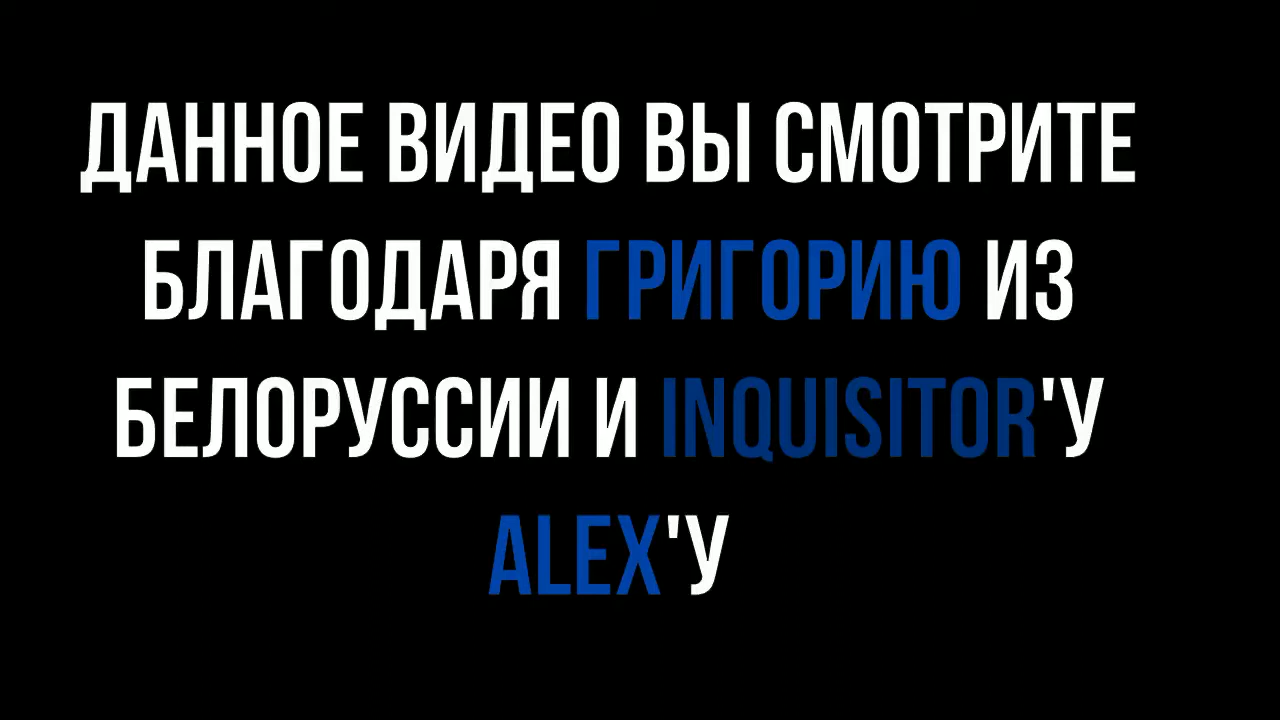 ДАННОЕ ВИДЕО ВЫ СМОТРИТЕ
БЛАГОДАРЯ ГРИГОРИЮ ИЗ
БЕЛОРУССИИ И INQUISITOR'У
ALEX'У